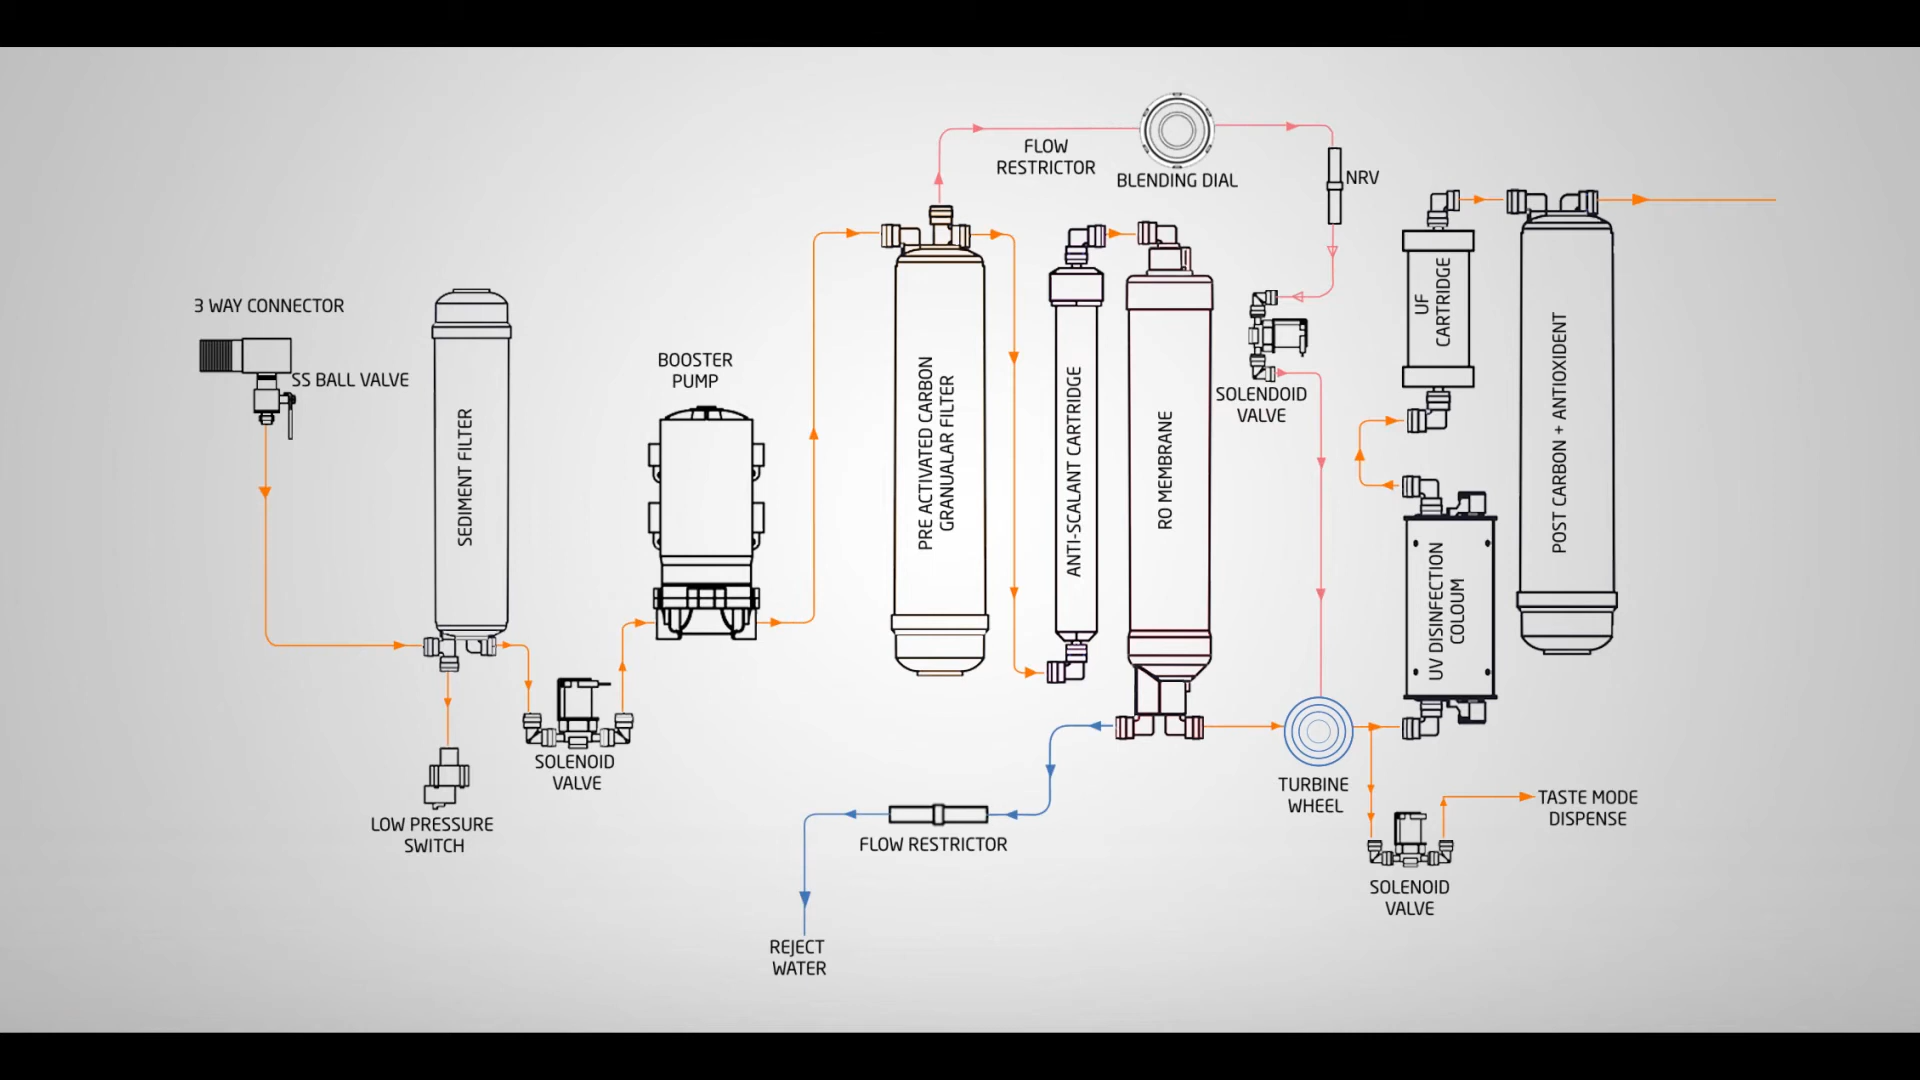 3 WAY CONNECTOR
SS BALL VALVE
SEDIMENT FILTER
LOW PRESSURE
SWITCH
SOLENOID
VALVE
BOOSTER
PUMP
PRE ACTIVATED CARBON
GRANUALAR FILTER
FLOW
RESTRICTOR
BLENDING DIAL
NRV
ANTI-SCALANT CARTRIDGE
RO MEMBRANE
SOLENDOID
VALVE
FLOW RESTRICTOR
REJECT
WATER
TURBINE
WHEEL
UF
CARTRIDGE
UV DISINFECTION
COLOUM
POST CARBON + ANTIOXIDENT
TASTE MODE
DISPENSE
SOLENOID
VALVE